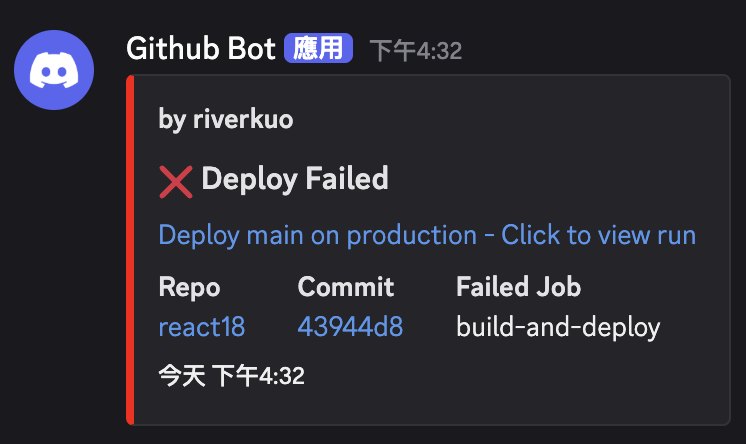 Github Bot 應用 下午4:32
by riverkuo
❌ Deploy Failed
Deploy main on production - Click to view run
Repo Commit Failed Job
react18 43944d8 build-and-deploy
今天 下午4:32